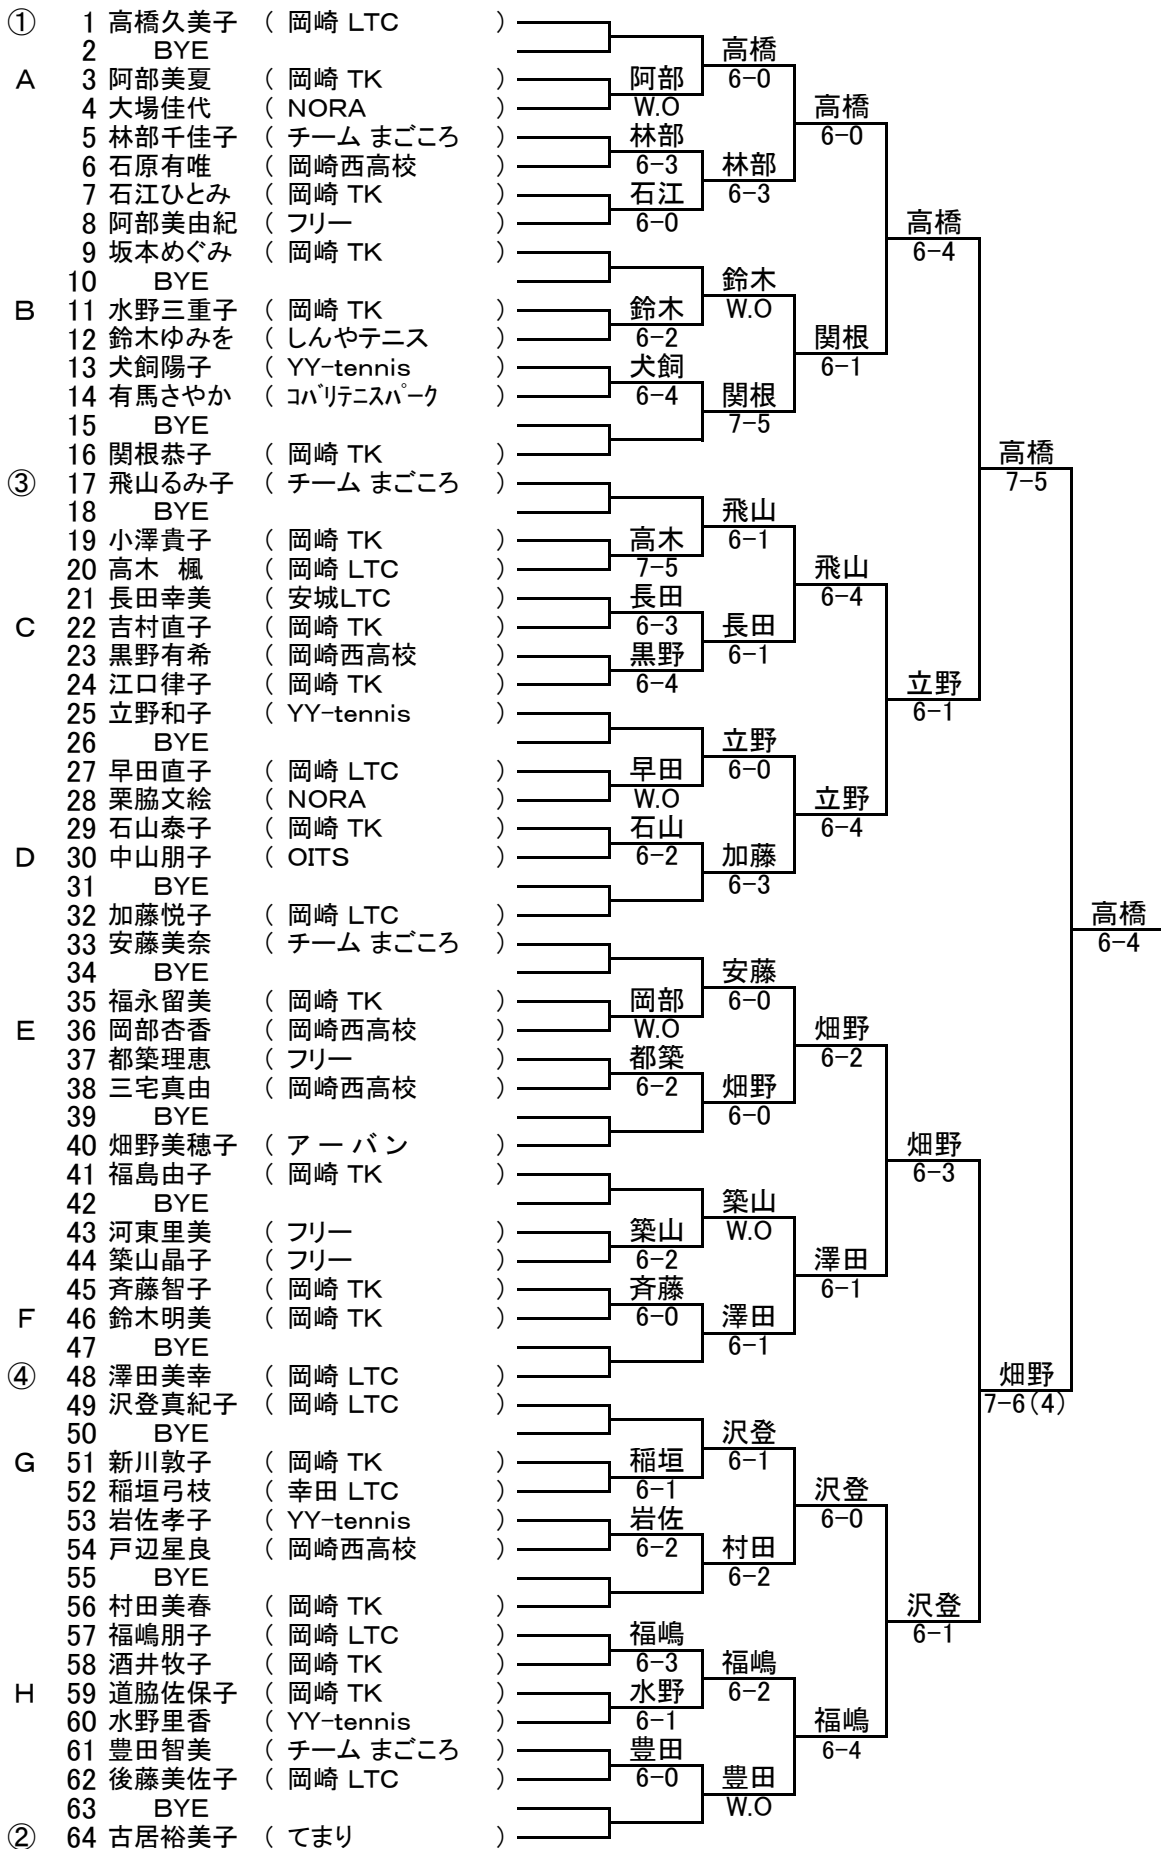 ① 1 高橋久美子 ( 岡崎 LTC )
2 BYE 高橋
A 3 阿部美夏 ( 岡崎 TK ) 阿部 6-0
4 大場佳代 ( NORA ) W.O 高橋
5 林部千佳子 ( チーム まごころ ) 林部 6-0
6 石原有唯 ( 岡崎西高校 ) 6-3 林部
7 石江ひとみ ( 岡崎 TK ) 石江 6-3
8 阿部美由紀 ( フリー ) 6-0 高橋
9 坂本めぐみ ( 岡崎 TK ) 6-4
10 BYE 鈴木
B 11 水野三重子 ( 岡崎 TK ) 鈴木 W.O
12 鈴木ゆみを ( しんやテニス ) 6-2 関根
13 犬飼陽子 ( YY-tennis ) 犬飼 6-1
14 有馬さやか ( コバリテニスパーク ) 6-4 関根
15 BYE 7-5
16 関根恭子 ( 岡崎 TK ) 高橋
③ 17 飛山るみ子 ( チーム まごころ ) 7-5
18 BYE 飛山
19 小澤貴子 ( 岡崎 TK ) 高木 6-1
20 高木 楓 ( 岡崎 LTC ) 7-5 飛山
21 長田幸美 ( 安城LTC ) 長田 6-4
C 22 吉村直子 ( 岡崎 TK ) 6-3 長田
23 黒野有希 ( 岡崎西高校 ) 黒野 6-1
24 江口律子 ( 岡崎 TK ) 6-4 立野
25 立野和子 ( YY-tennis ) 6-1
26 BYE 立野
27 早田直子 ( 岡崎 LTC ) 早田 6-0
28 栗脇文絵 ( NORA ) W.O 立野
29 石山泰子 ( 岡崎 TK ) 石山 6-4
D 30 中山朋子 ( OITS ) 6-2 加藤
31 BYE 6-3
32 加藤悦子 ( 岡崎 LTC ) 高橋
33 安藤美奈 ( チーム まごころ ) 6-4
34 BYE 安藤
35 福永留美 ( 岡崎 TK ) 岡部 6-0
E 36 岡部杏香 ( 岡崎西高校 ) W.O 畑野
37 都築理恵 ( フリー ) 都築 6-2
38 三宅真由 ( 岡崎西高校 ) 6-2 畑野
39 BYE 6-0
40 畑野美穂子 ( アーバン ) 畑野
41 福島由子 ( 岡崎 TK ) 6-3
42 BYE 築山
43 河東里美 ( フリー ) 築山 W.O
44 築山晶子 ( フリー ) 6-2 澤田
45 斉藤智子 ( 岡崎 TK ) 斉藤 6-1
F 46 鈴木明美 ( 岡崎 TK ) 6-0 澤田
47 BYE 6-1
④ 48 澤田美幸 ( 岡崎 LTC ) 畑野
49 沢登真紀子 ( 岡崎 LTC ) 7-6(4)
50 BYE 沢登
G 51 新川敦子 ( 岡崎 TK ) 稲垣 6-1
52 稲垣弓枝 ( 幸田 LTC ) 6-1 沢登
53 岩佐孝子 ( YY-tennis ) 岩佐 6-0
54 戸辺星良 ( 岡崎西高校 ) 6-2 村田
55 BYE 6-2
56 村田美春 ( 岡崎 TK ) 沢登
57 福嶋朋子 ( 岡崎 LTC ) 福嶋 6-1
58 酒井牧子 ( 岡崎 TK ) 6-3 福嶋
H 59 道脇佐保子 ( 岡崎 TK ) 水野 6-2
60 水野里香 ( YY-tennis ) 6-1 福嶋
61 豊田智美 ( チーム まごころ ) 豊田 6-4
62 後藤美佐子 ( 岡崎 LTC ) 6-0 豊田
63 BYE W.O
② 64 古居裕美子 ( てまり )